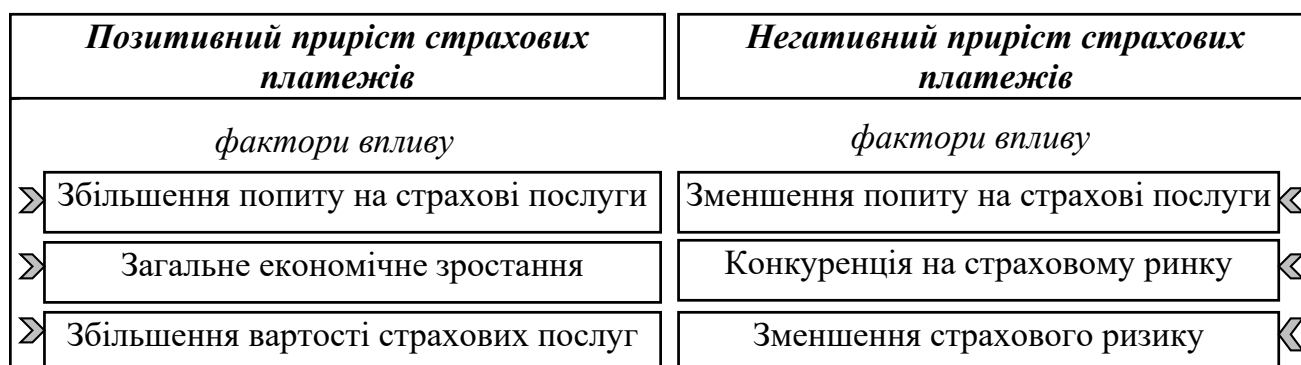 Позитивний приріст страхових
платежів
фактори впливу
Збільшення попиту на страхові послуги
Загальне економічне зростання
Збільшення вартості страхових послуг
Негативний приріст страхових
платежів
фактори впливу
Зменшення попиту на страхові послуги
Конкуренція на страховому ринку
Зменшення страхового ризику